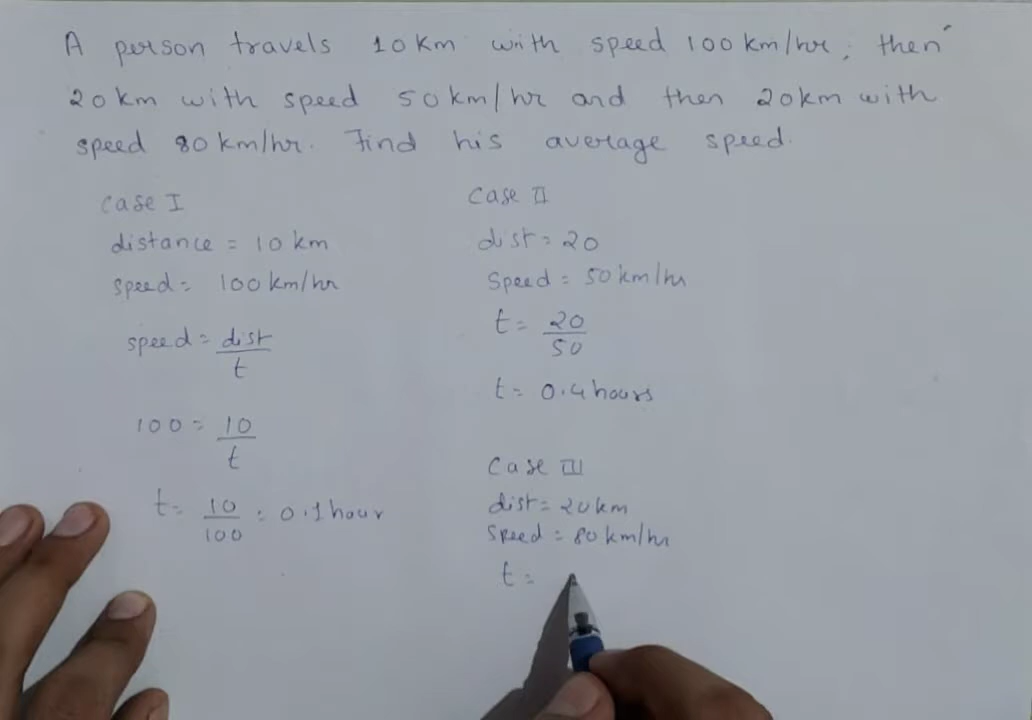 A person travels 10 km with speed 100 km/hr, then
20 km with speed 50 km/hr and then 20 km with
speed 80 km/hr. Find his average speed.
Case I
distance = 10 km
speed = 100 km/hr
speed = dist
t
100 = 10
t
t = 10 = 0.1 hour
100
Case II
dist = 20
Speed = 50 km/hr
t = 20
50
t = 0.4 hours
Case III
dist = 20 km
Speed = 80 km/hr
t =